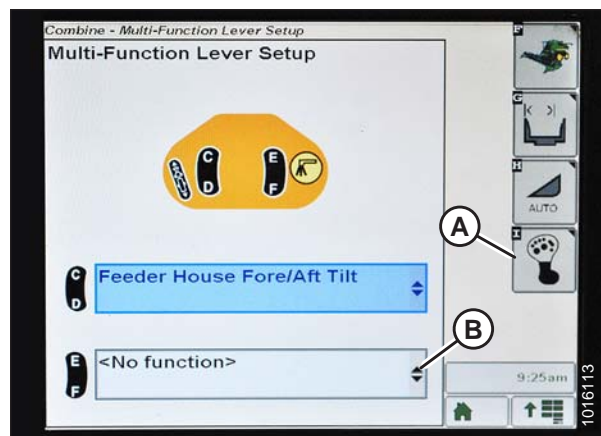 Combine - Multi-Function Lever Setup
Multi-Function Lever Setup
F
G
H
AUTO
I
A
C
D
E
F
C
D
Feeder House Fore/Aft Tilt
B
E
F
<No function>
9:25am
1016113